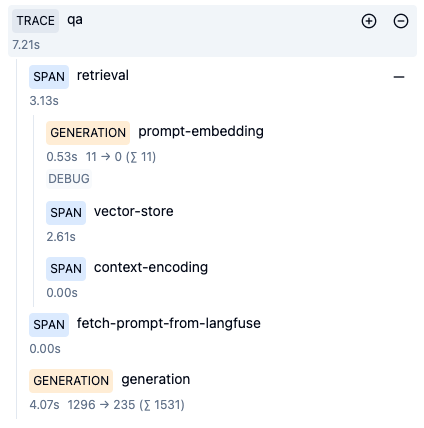 TRACE qa
7.21s
SPAN retrieval
3.13s
GENERATION prompt-embedding
0.53s 11 → 0 (∑ 11)
DEBUG
SPAN vector-store
2.61s
SPAN context-encoding
0.00s
SPAN fetch-prompt-from-langfuse
0.00s
GENERATION generation
4.07s 1296 → 235 (∑ 1531)